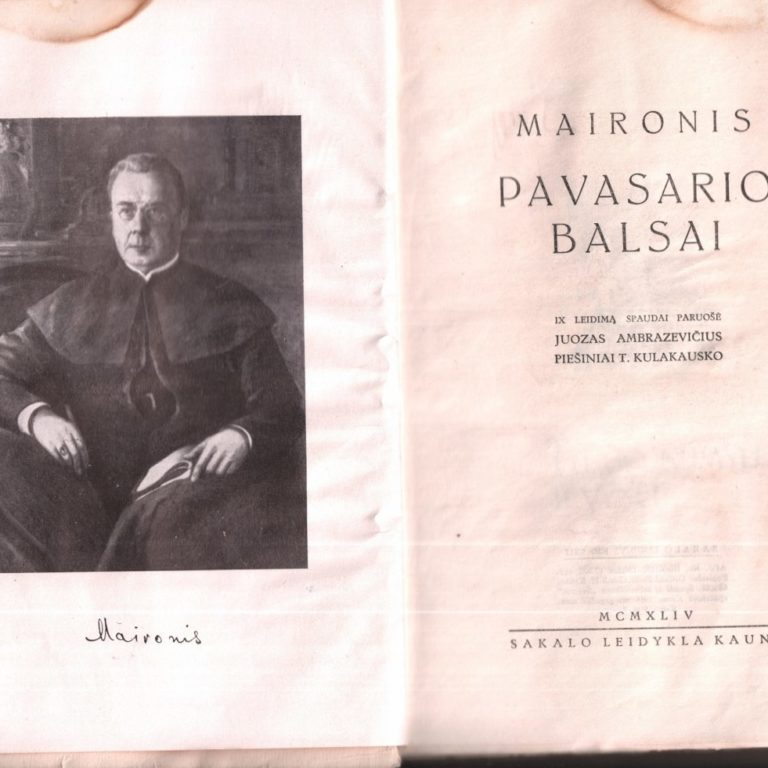 Maironis
MAIRONIS
PAVASARIO
BALSAI
IX LEIDIMĄ SPAUDAI PARUOŠĖ
JUOZAS AMBRAZEVIČIUS
PIEŠINIAI T. KULAKAUSKO
MCMXLIV
SAKALO LEIDYKLA KAUN